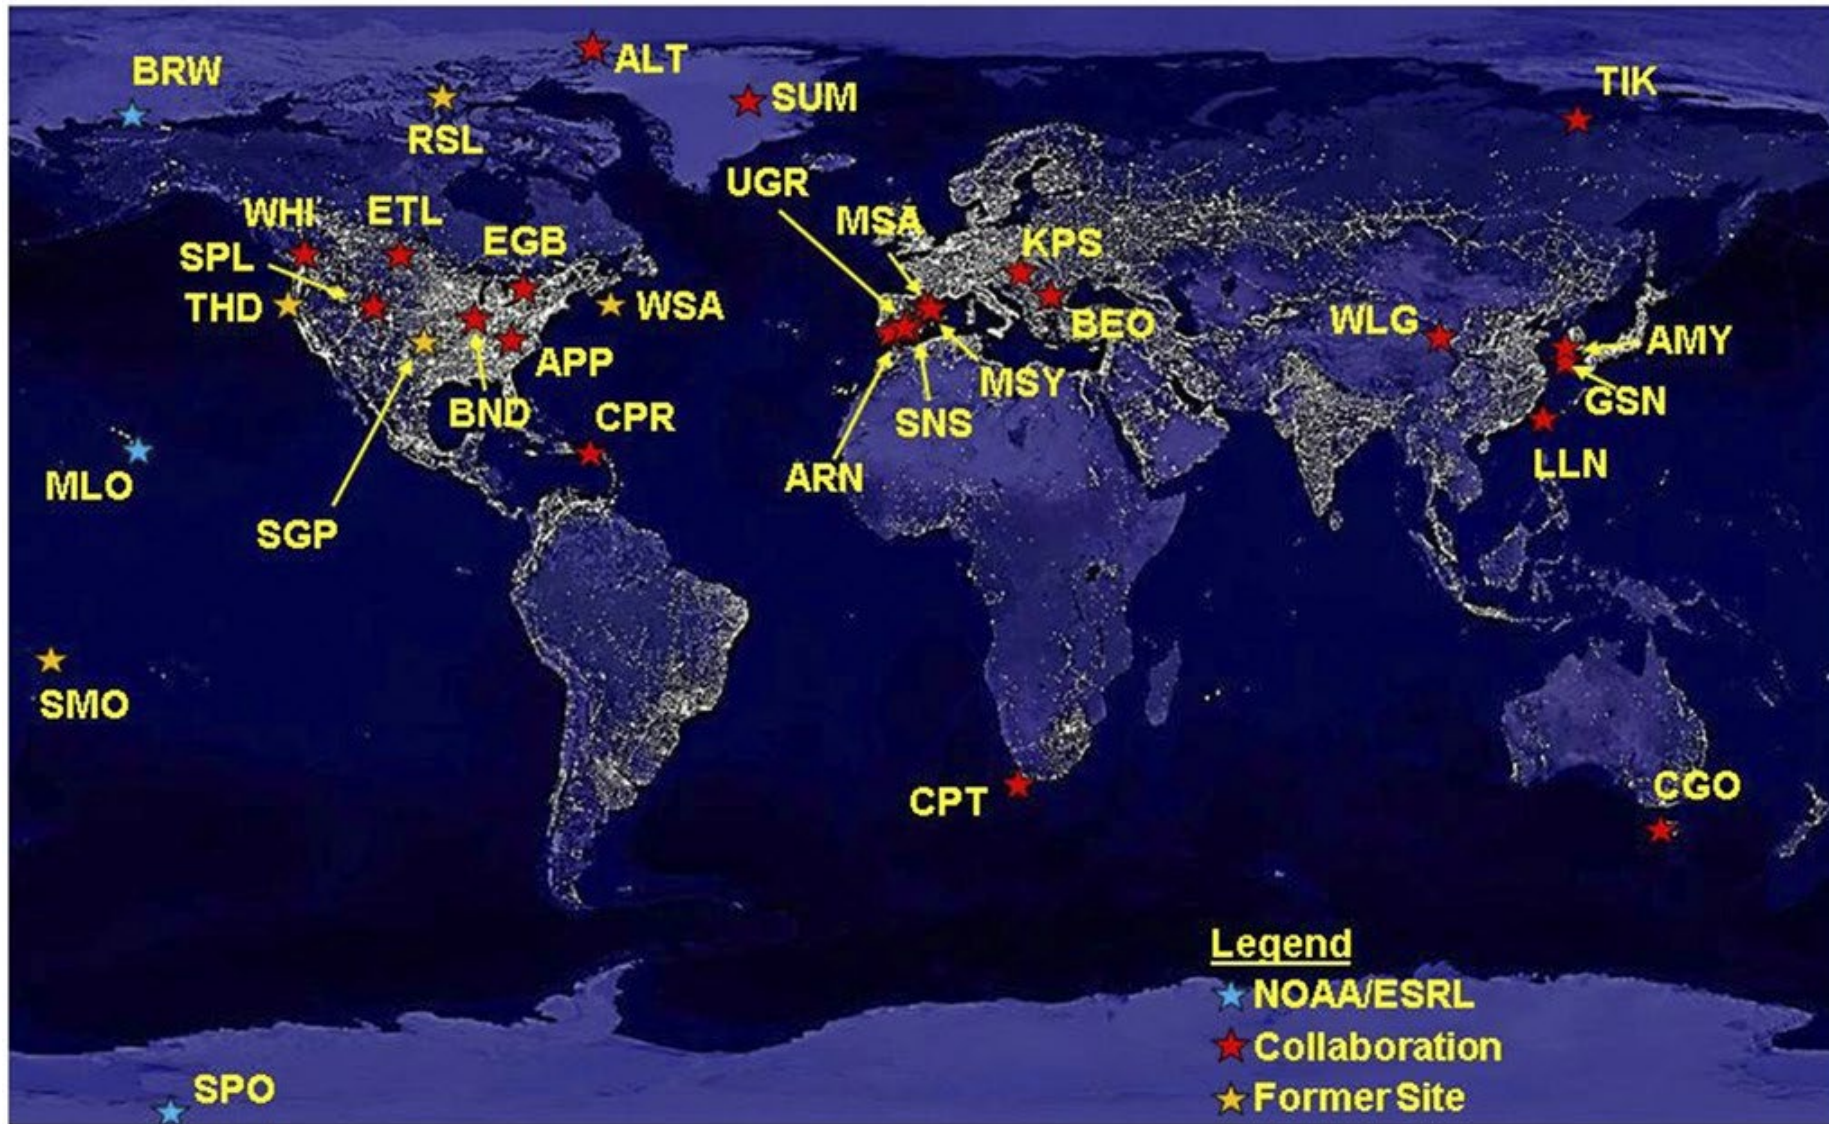 BRW
ALT
SUM
TIK
RSL
UGR
WHI
ETL
MSA
EGB
KPS
SPL
THD
WSA
BEO
WLG
AMY
APP
MSY
GSN
BND
CPR
SNS
LLN
MLO
ARN
SGP
SMO
CPT
CGO
Legend
NOAA/ESRL
Collaboration
Former Site
SPO